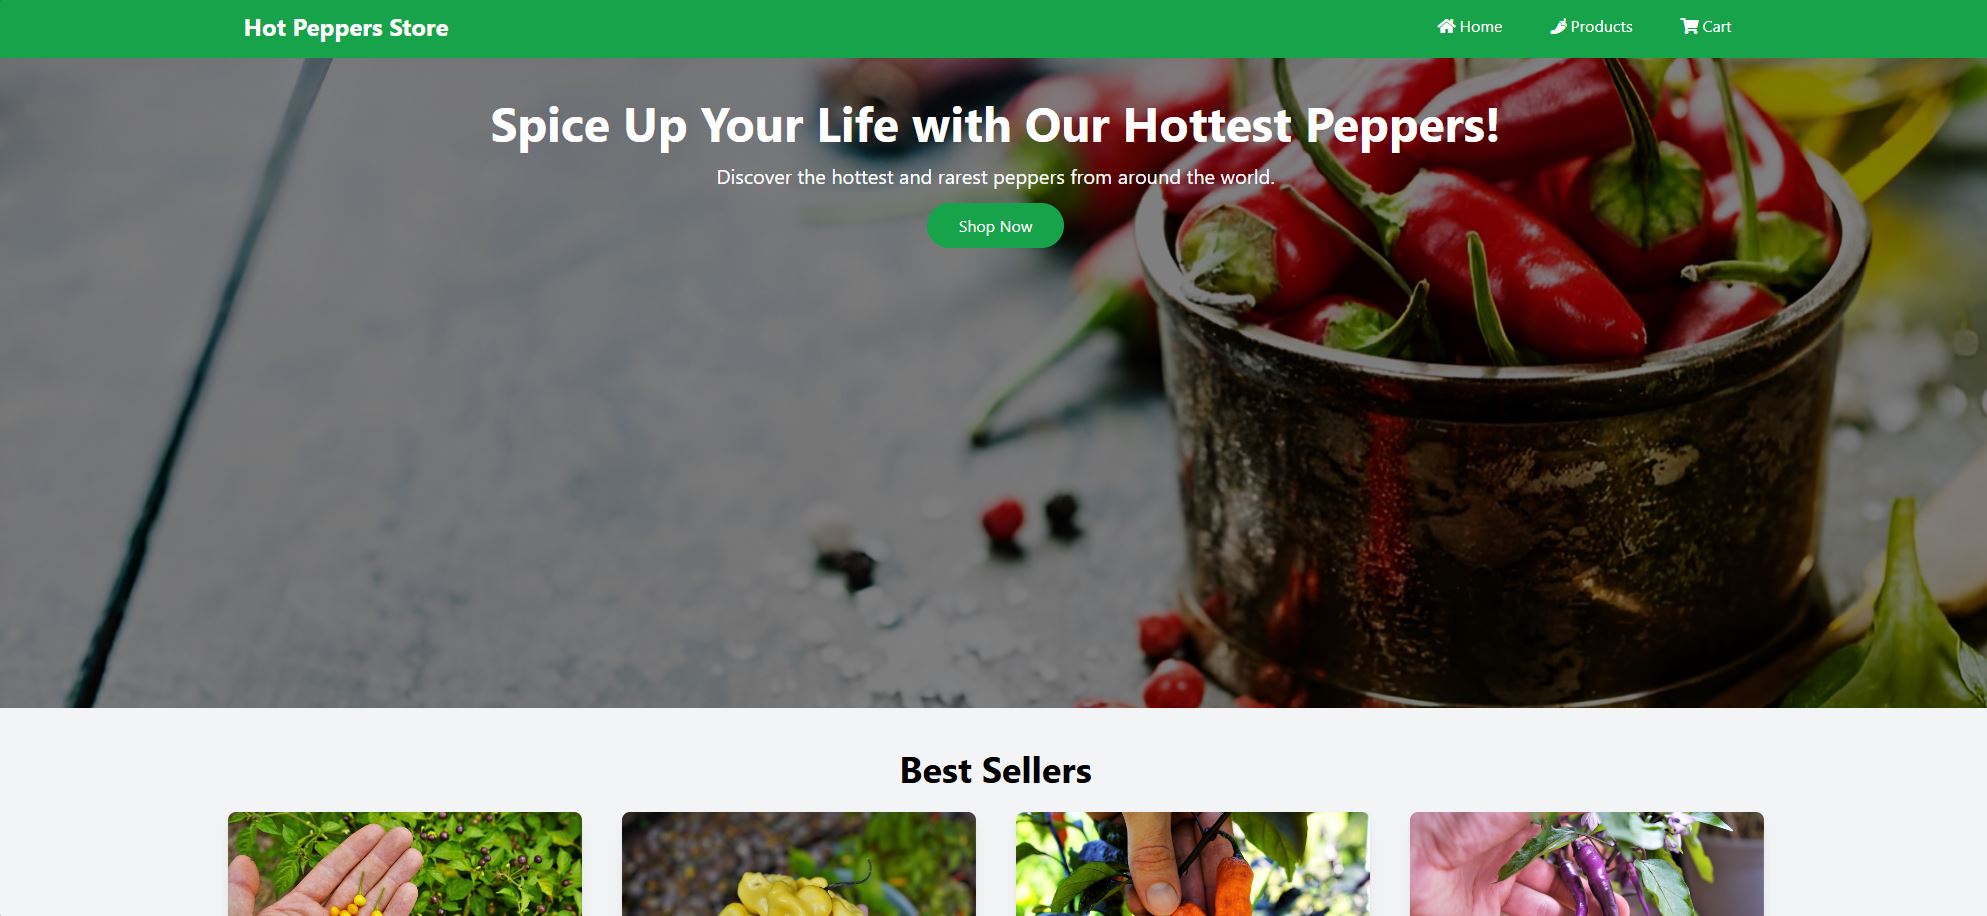 Hot Peppers Store
Home
Products
Cart
Spice Up Your Life with Our Hottest Peppers!
Discover the hottest and rarest peppers from around the world.
Shop Now
Best Sellers